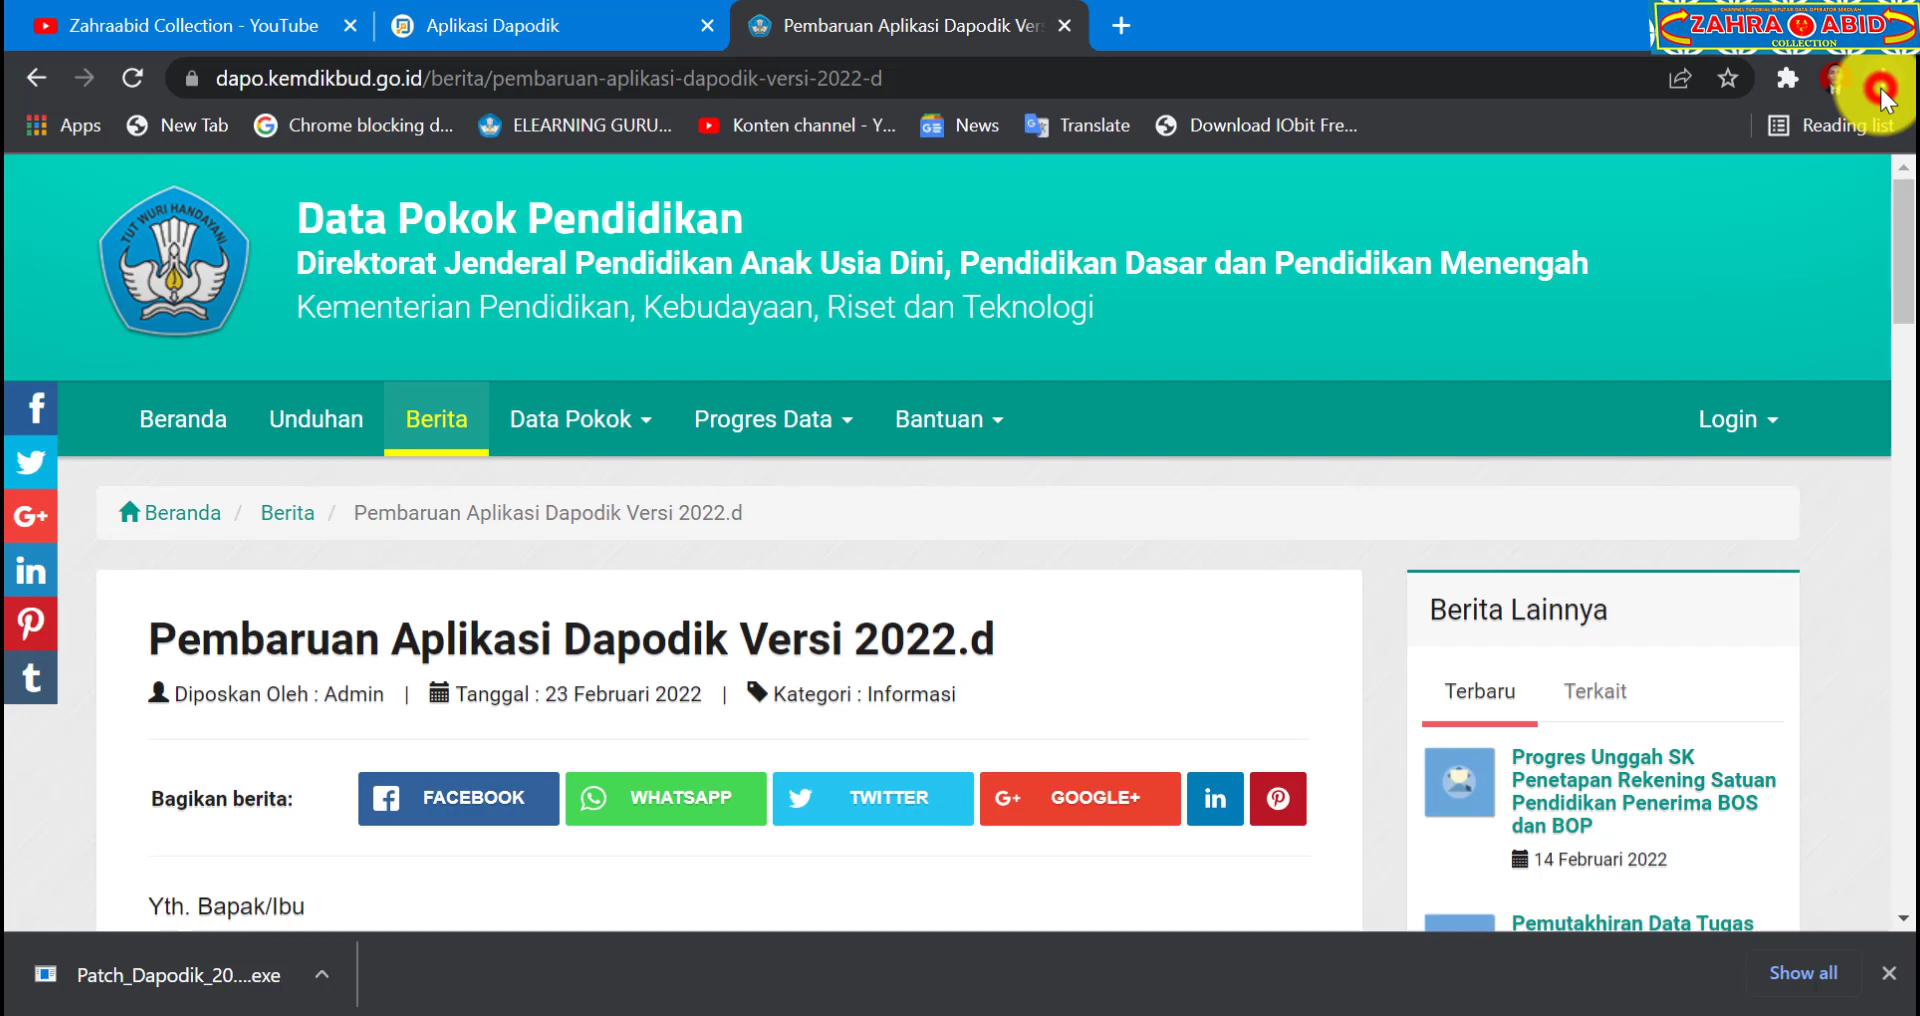 Zahraabid Collection - YouTube
Aplikasi Dapodik
Pembaruan Aplikasi Dapodik Ver
ZAHRA ABID
COLLECTION
dapo.kemdikbud.go.id/berita/pembaruan-aplikasi-dapodik-versi-2022-d
Apps
New Tab
Chrome blocking d...
ELEARNING GURU...
Konten channel - Y...
News
Translate
Download IObit Fre...
Reading list
TUT WURI HANDAYANI
Data Pokok Pendidikan
Direktorat Jenderal Pendidikan Anak Usia Dini, Pendidikan Dasar dan Pendidikan Menengah
Kementerian Pendidikan, Kebudayaan, Riset dan Teknologi
Beranda Unduhan Berita Data Pokok Progres Data Bantuan Login
Beranda / Berita / Pembaruan Aplikasi Dapodik Versi 2022.d
Pembaruan Aplikasi Dapodik Versi 2022.d
Diposkan Oleh : Admin | Tanggal : 23 Februari 2022 | Kategori : Informasi
Bagikan berita: FACEBOOK WHATSAPP TWITTER G+ GOOGLE+ in
Yth. Bapak/Ibu
Berita Lainnya
Terbaru Terkait
Progres Unggah SK
Penetapan Rekening Satuan
Pendidikan Penerima BOS
dan BOP
14 Februari 2022
Pemutakhiran Data Tugas
f
G+
in
t
Patch_Dapodik_20....exe
Show all